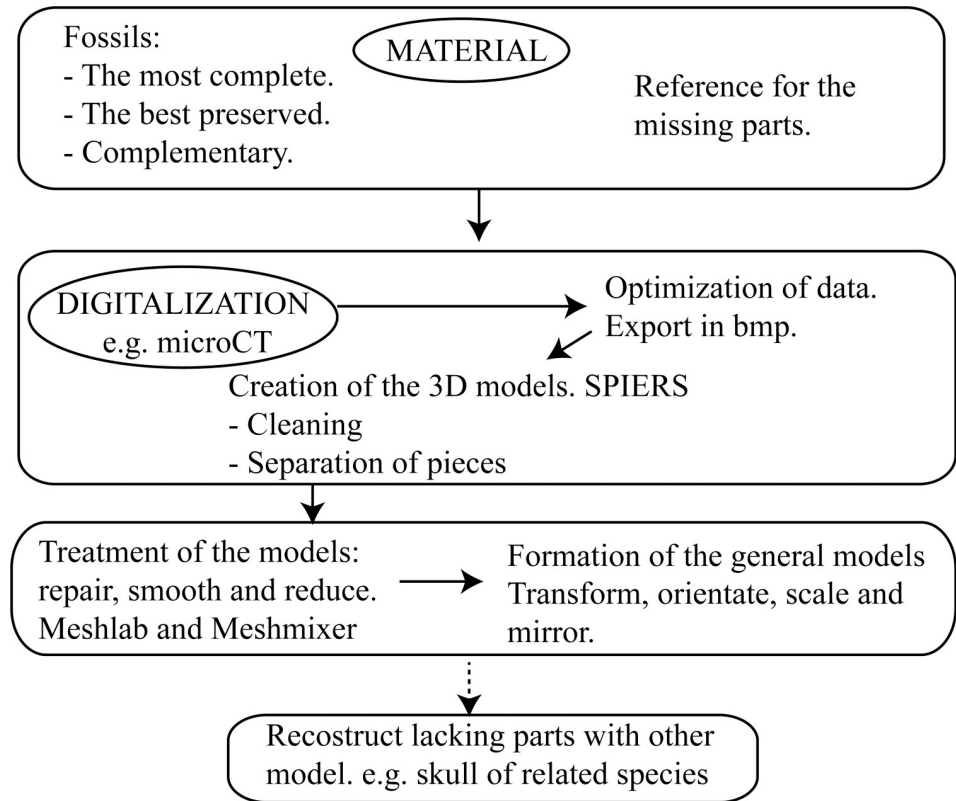 MATERIAL
Fossils:
- The most complete.
- The best preserved.
- Complementary.
Reference for the
missing parts.
DIGITALIZATION
e.g. microCT
Optimization of data.
Export in bmp.
Creation of the 3D models. SPIERS
- Cleaning
- Separation of pieces
Treatment of the models:
repair, smooth and reduce.
Meshlab and Meshmixer
Formation of the general models
Transform, orientate, scale and
mirror.
Recostruct lacking parts with other
model. e.g. skull of related species